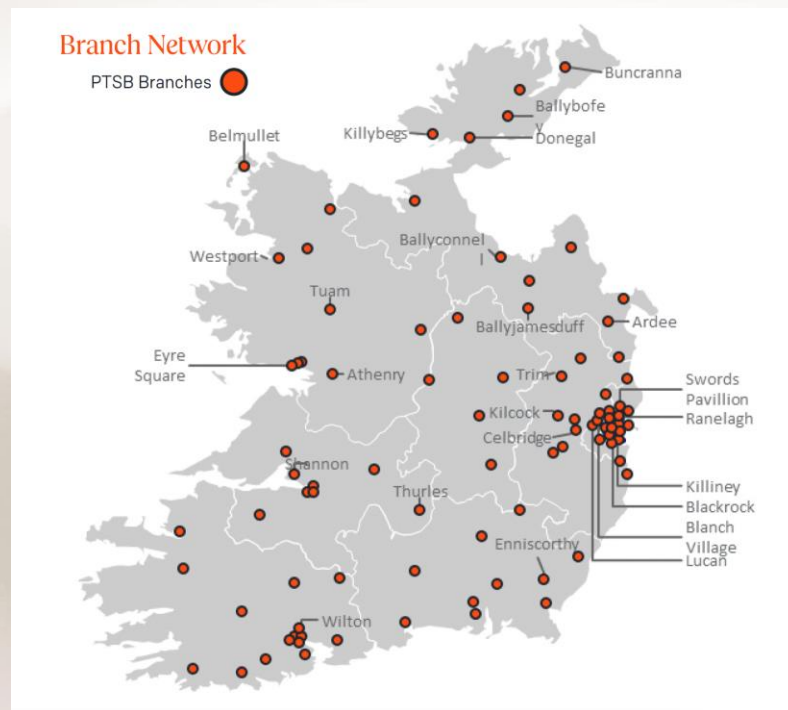 Branch Network
PTSB Branches
Buncranna
Ballybofe
y
Killybegs
Donegal
Belmullet
Ballyconnel
l
Westport
Tuam
Ballyjamesduff
Ardee
Eyre
Square
Athenry
Trim
Swords
Pavillion
Kilcock
Ranelagh
Celbridge
Shannon
Killiney
Thurles
Blackrock
Blanch
Village
Enniscorthy
Lucan
Wilton